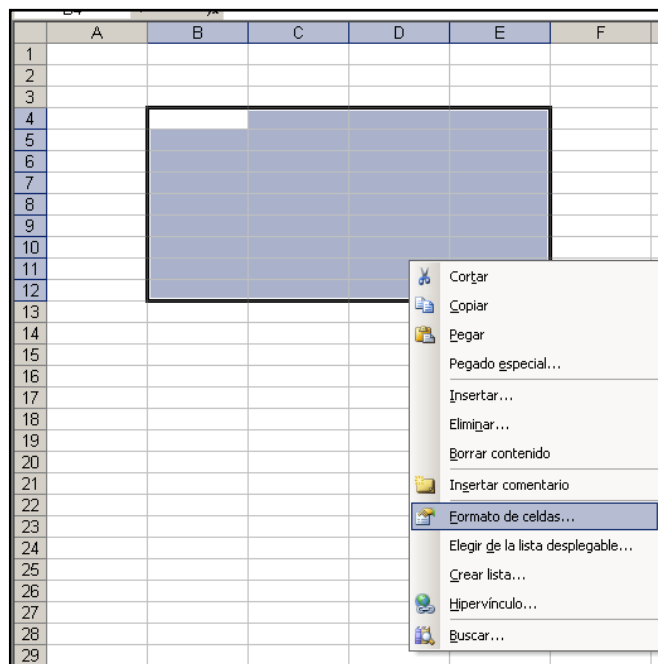 A B C D E F
1
2
3
4
5
6
7
8
9
10
11
12
13
14
15
16
17
18
19
20
21
22
23
24
25
26
27
28
29
Cortar
Copiar
Pegar
Pegado especial...
Insertar...
Eliminar...
Borrar contenido
Insertar comentario
Formato de celdas...
Elegir de la lista desplegable...
Crear lista...
Hipervínculo...
Buscar...